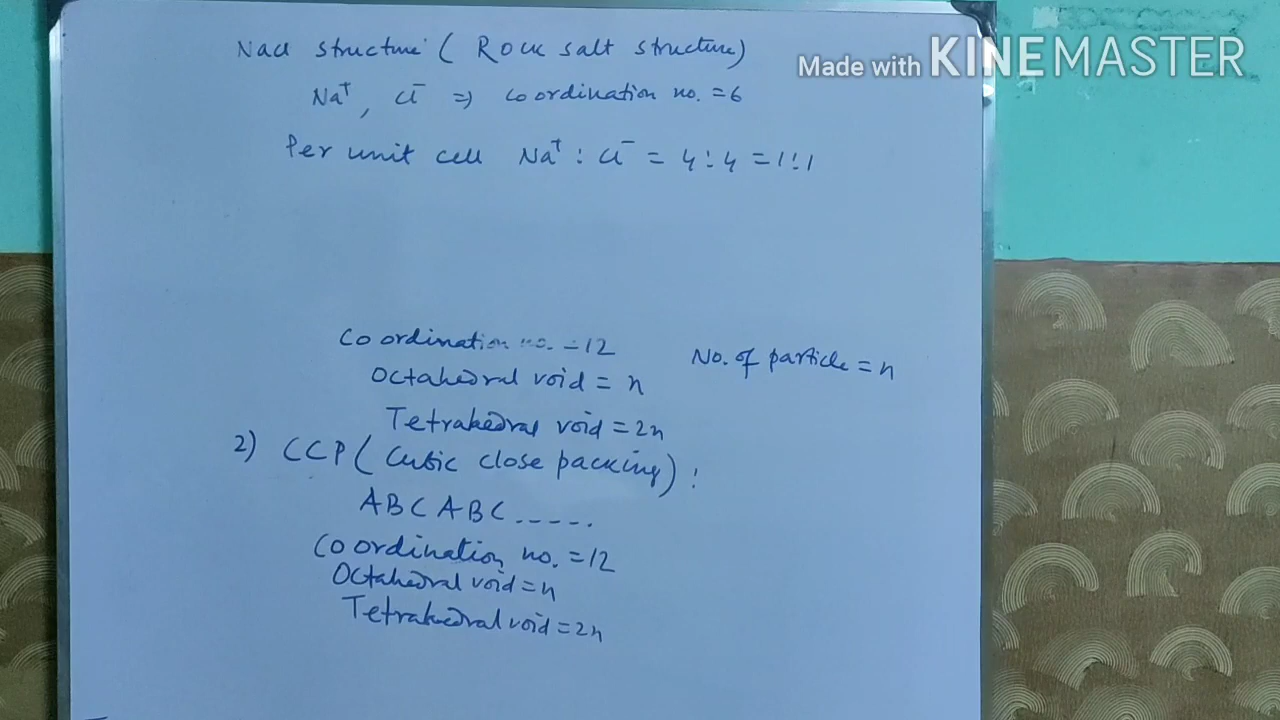 NaCl structure (Rock salt structure)
Made with KINEMASTER
Na⁺, Cl⁻ ⇒ Coordination no. = 6
Per unit cell Na⁺ : Cl⁻ = 4 : 4 = 1 : 1
Coordination no. = 12
No. of particle = n
Octahedral void = n
Tetrahedral void = 2n
2) CCP (Cubic close packing) :
ABCABC -----.
Coordination no. = 12
Octahedral void = n
Tetrahedral void = 2n